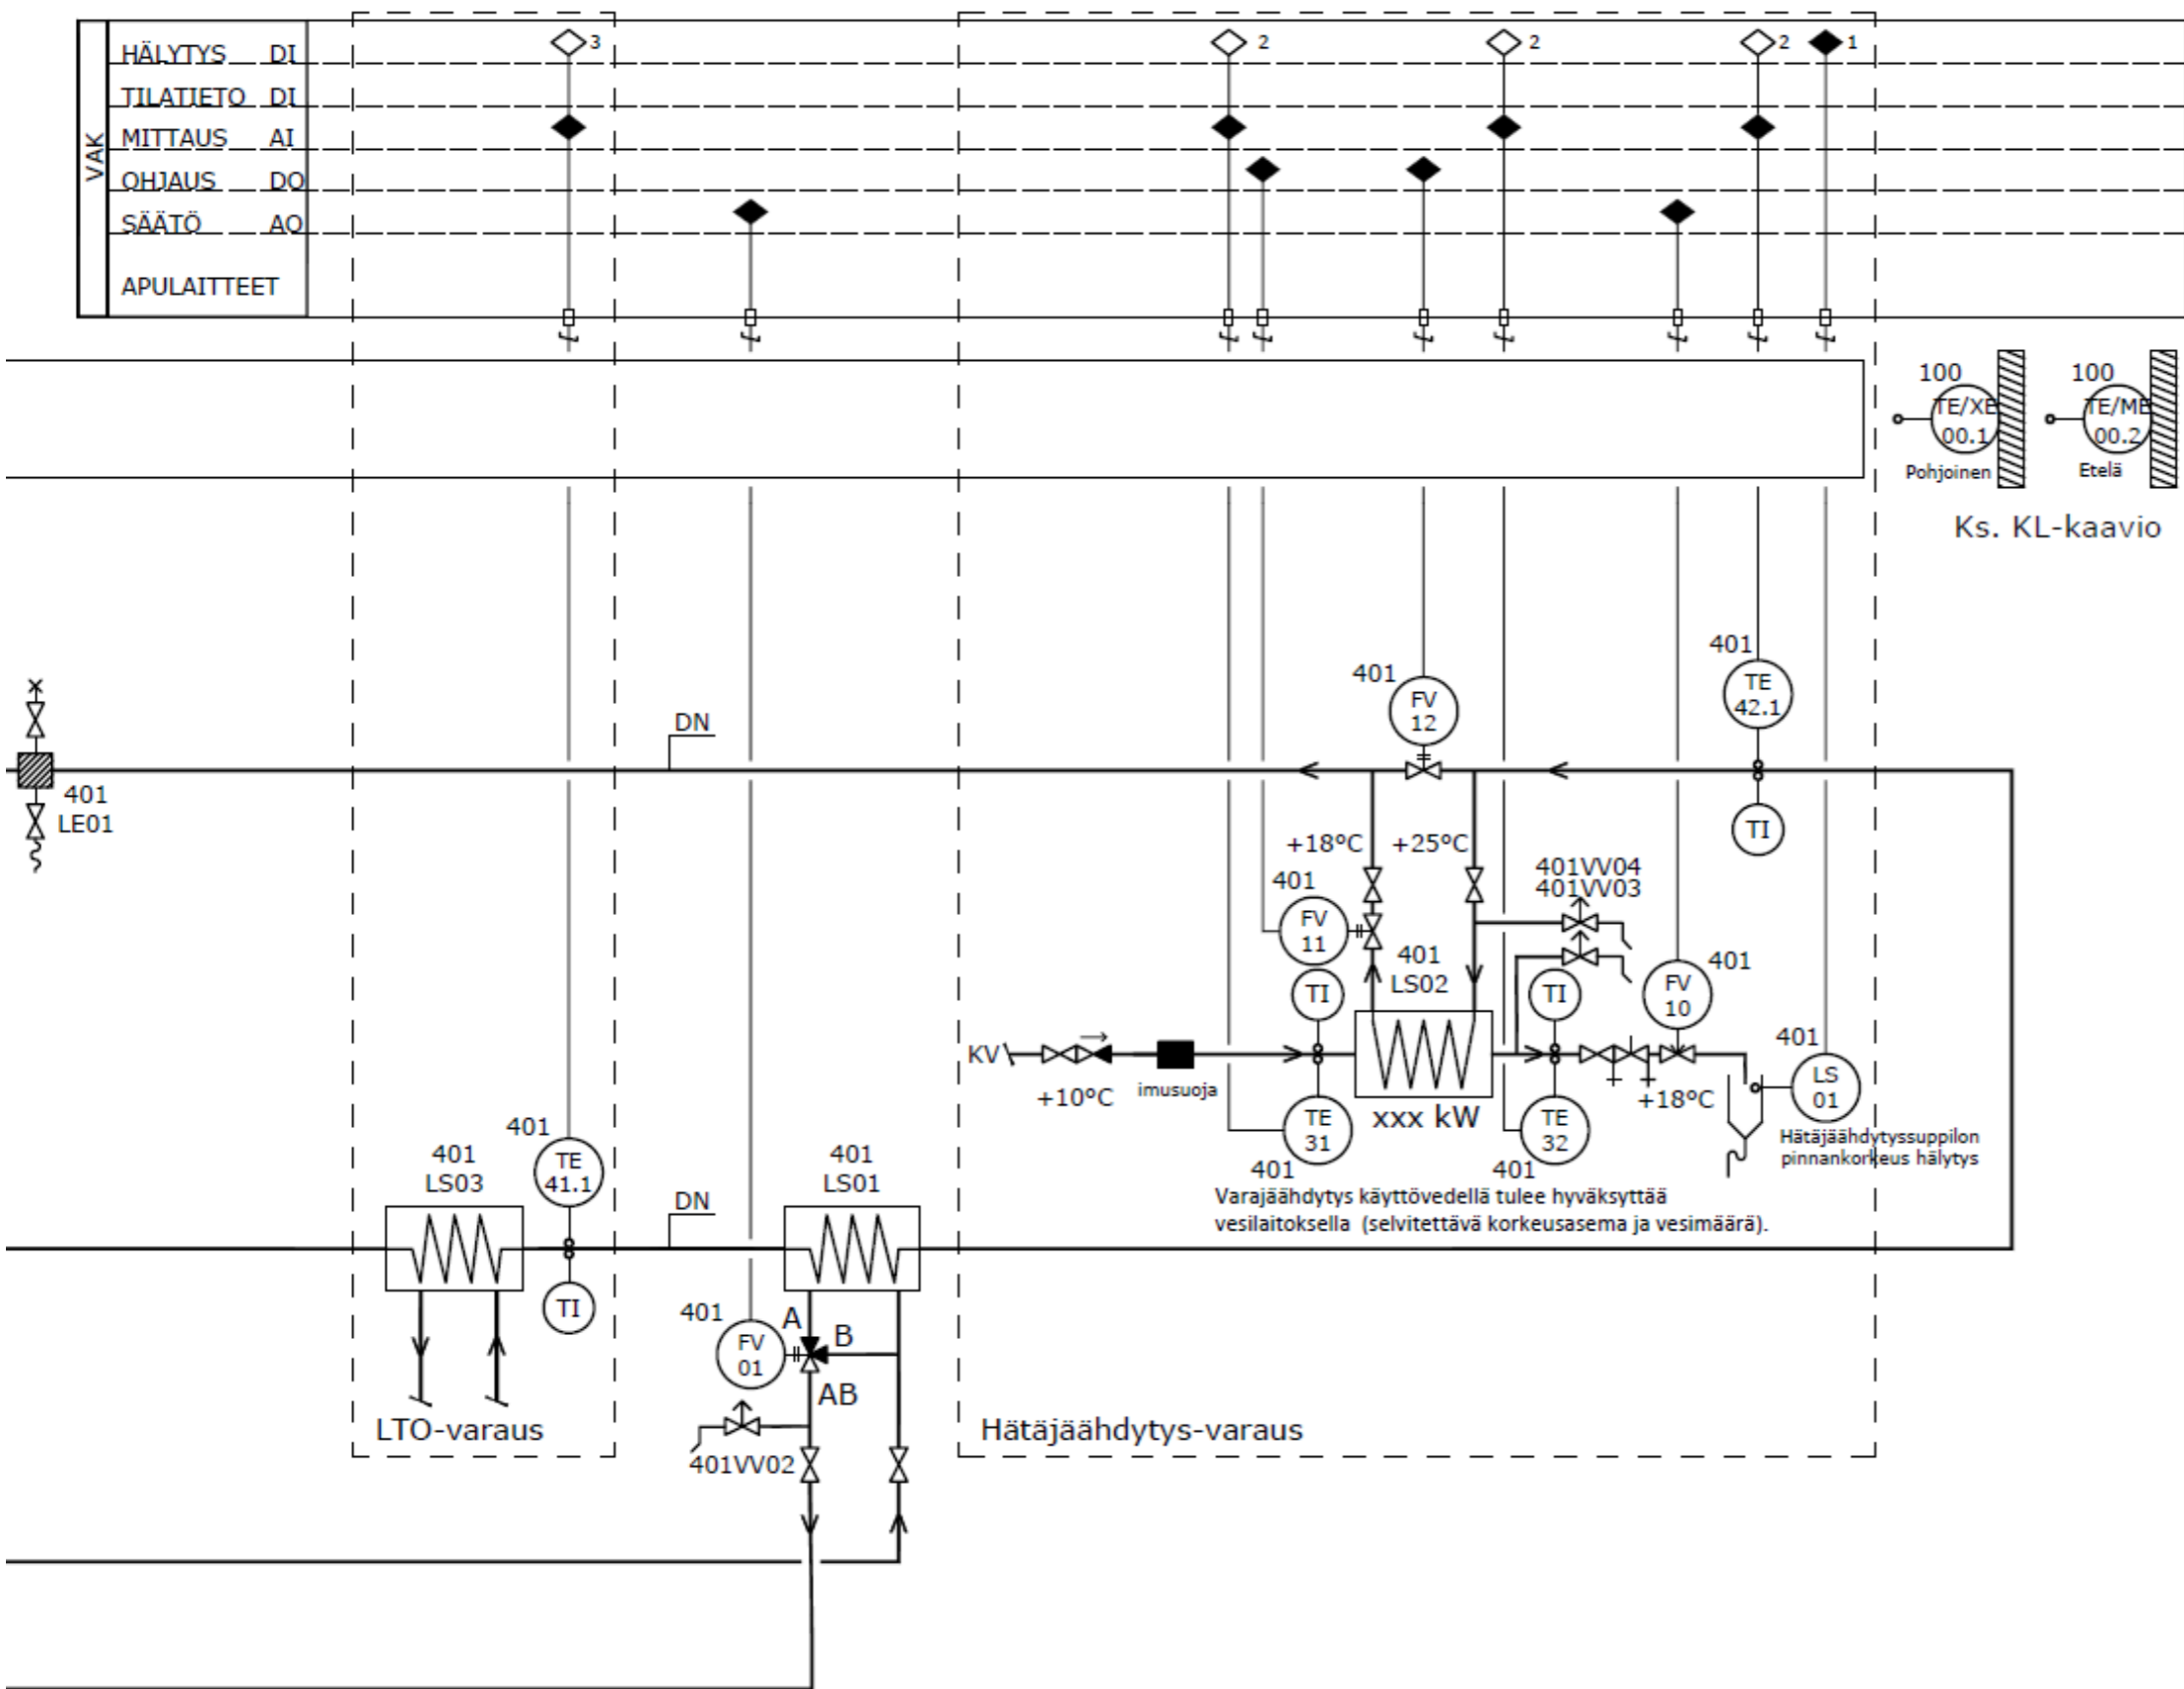 HÄLYTYS DI
TILATIETO DI
MITTAUS AI
OHJAUS DO
SÄÄTÖ AO
APULAITTEET
VAK
3
2
2
2
1
100
TE/XE
00.1
Pohjoinen
100
TE/ME
00.2
Etelä
Ks. KL-kaavio
401
LE01
DN
401
FV
12
401
TE
42.1
TI
+18°C
+25°C
401VV04
401VV03
401
FV
11
401
LS02
TI
TI
401
FV
10
KV
+10°C
imusuoja
xxx kW
+18°C
401
LS
01
Hätäjäähdytyssuppilon
pinnankorkeus hälytys
TE
31
401
TE
32
401
Varajäähdytys käyttövedellä tulee hyväksyttää
vesilaitoksella (selvitettävä korkeusasema ja vesimäärä).
401
LS03
401
TE
41.1
TI
DN
401
LS01
401
FV
01
A
B
AB
401VV02
LTO-varaus
Hätäjäähdytys-varaus